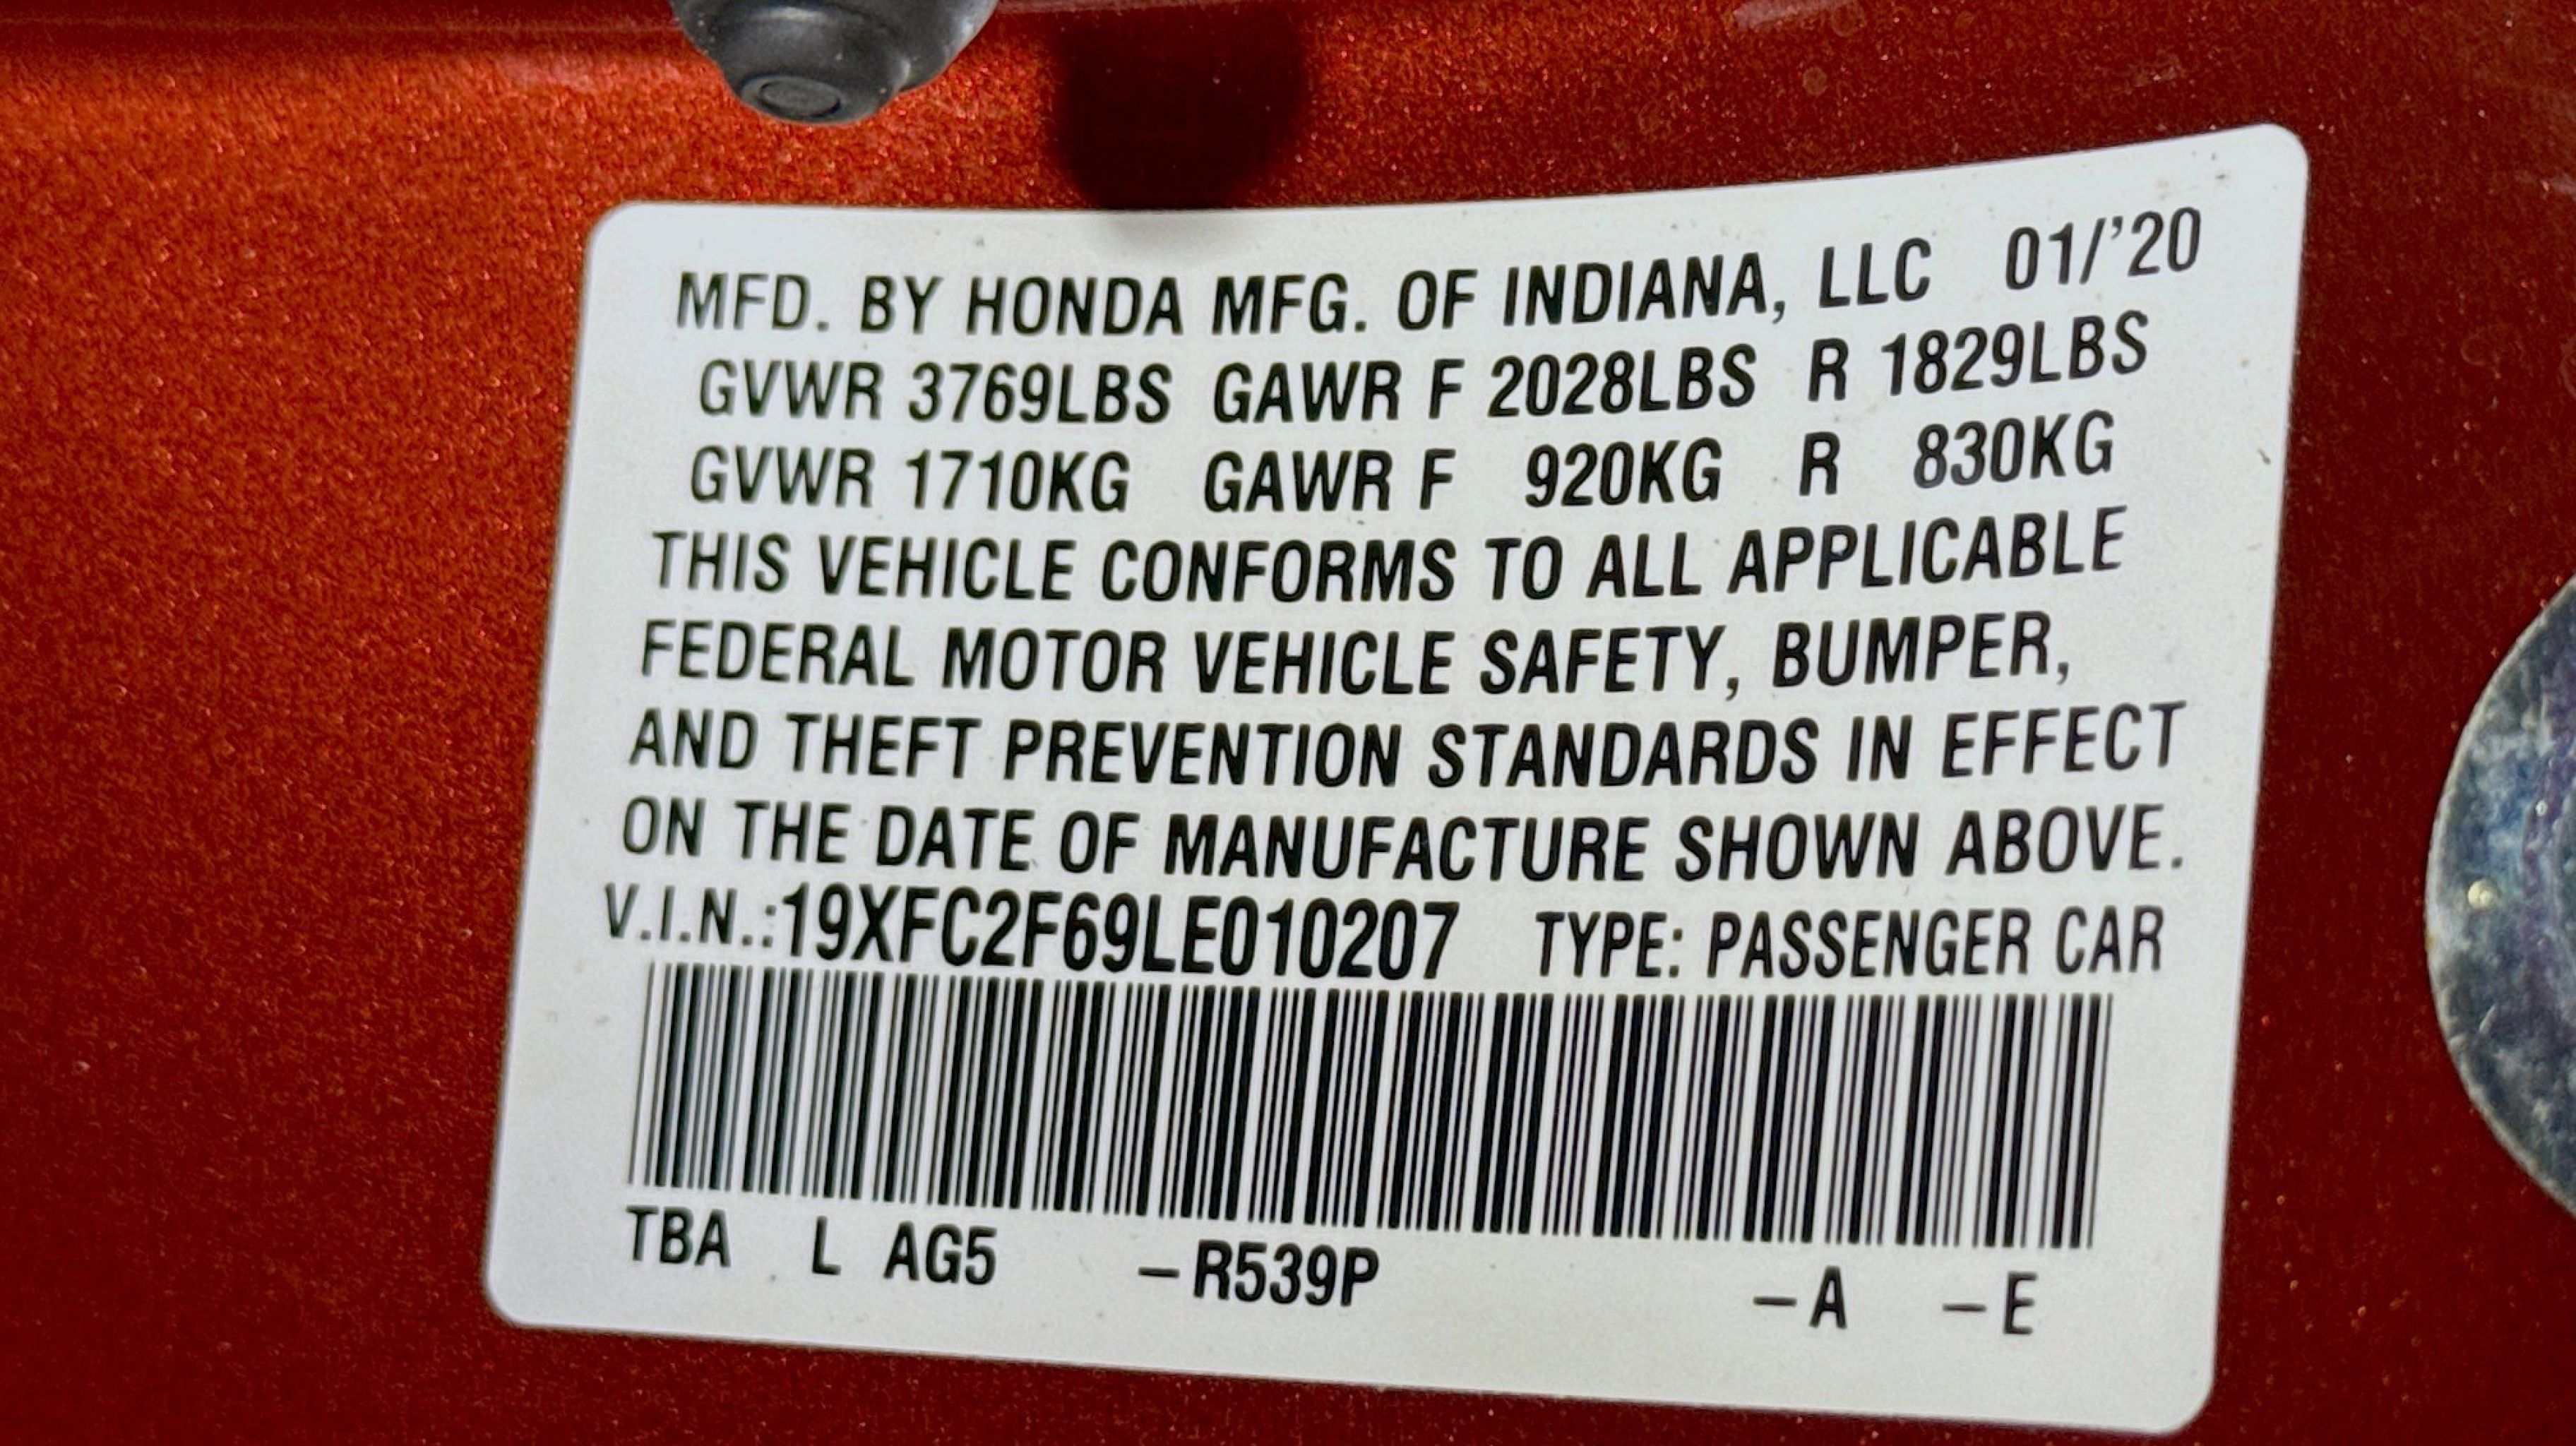 MFD. BY HONDA MFG. OF INDIANA, LLC 01/'20
GVWR 3769LBS GAWR F 2028LBS R 1829LBS
GVWR 1710KG GAWR F 920KG R 830KG
THIS VEHICLE CONFORMS TO ALL APPLICABLE
FEDERAL MOTOR VEHICLE SAFETY, BUMPER,
AND THEFT PREVENTION STANDARDS IN EFFECT
ON THE DATE OF MANUFACTURE SHOWN ABOVE.
V.I.N.:19XFC2F69LE010207 TYPE: PASSENGER CAR
TBA L AG5 –R539P –A –E